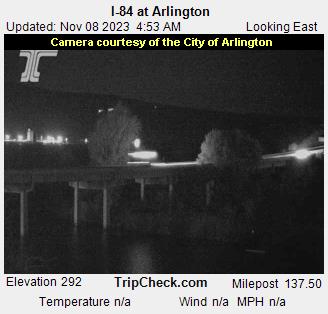 I-84 at Arlington
Updated: Nov 08 2023 4:53 AM Looking East
Camera courtesy of the City of Arlington
Elevation 292 TripCheck.com Milepost 137.50
Temperature n/a Wind n/a MPH n/a